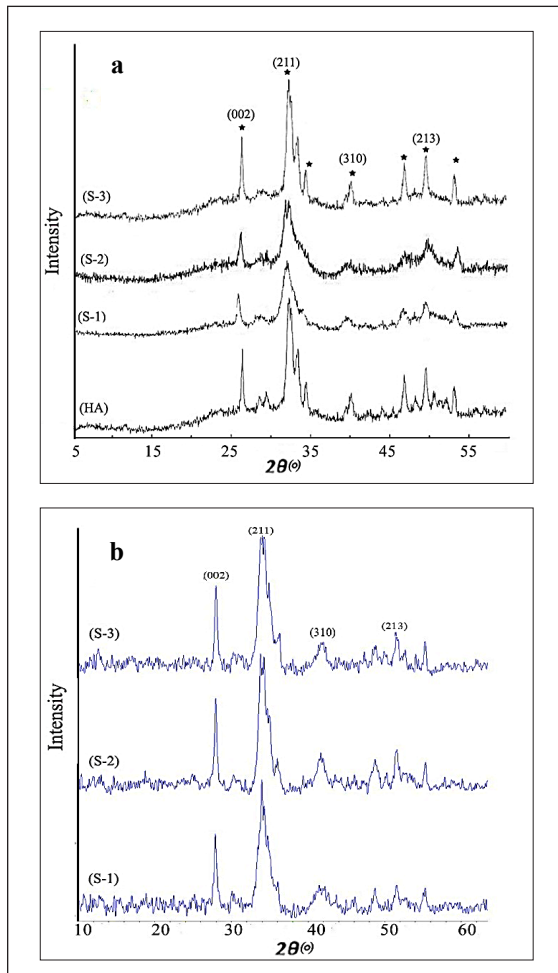 a
(211)
(002)
(213)
(310)
(S-3)
(S-2)
(S-1)
(HA)
Intensity
5 15 25 35 45 55
2θ(o)
b
(211)
(002)
(310)
(213)
(S-3)
(S-2)
(S-1)
Intensity
10 20 30 40 50 60
2θ(o)